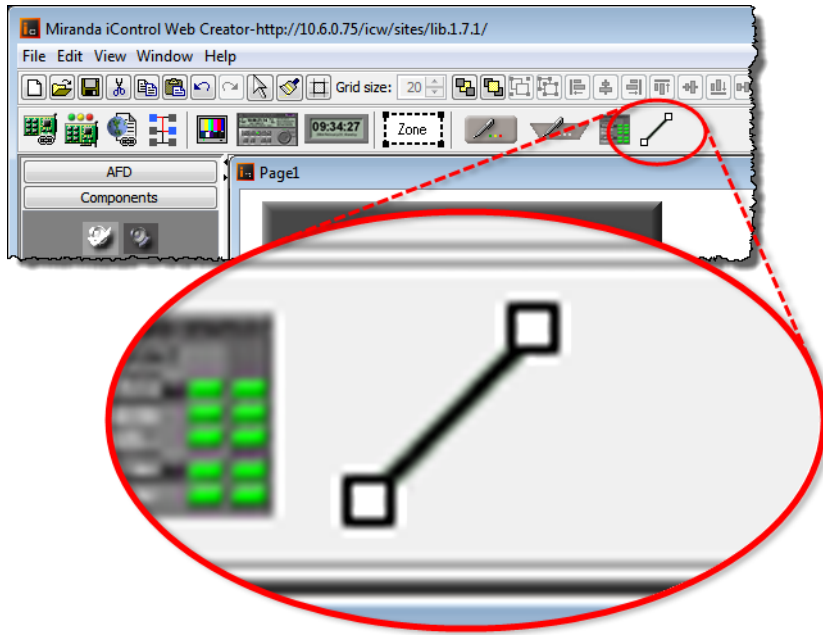 Miranda iControl Web Creator-http://10.6.0.75/icw/sites/lib.1.7.1/
File Edit View Window Help
Grid size: 20
09:34:27 Zone
AFD
Page1
Components